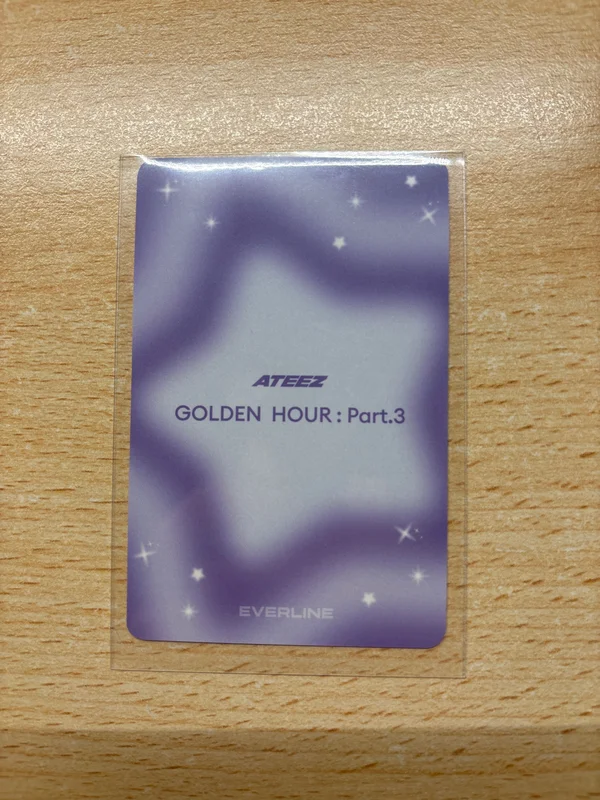 ATEEZ
GOLDEN HOUR : Part.3
EVERLINE